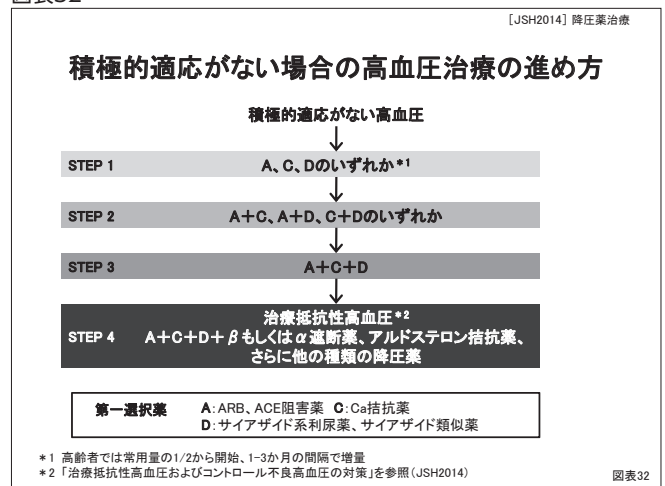 図表32
[JSH2014] 降圧薬治療
積極的適応がない場合の高血圧治療の進め方
積極的適応がない高血圧
STEP 1 A、C、Dのいずれか*1
STEP 2 A+C、A+D、C+Dのいずれか
STEP 3 A+C+D
治療抵抗性高血圧*2
STEP 4 A+C+D+βもしくはα遮断薬、アルドステロン拮抗薬、
さらに他の種類の降圧薬
第一選択薬 A:ARB、ACE阻害薬 C:Ca拮抗薬
D:サイアザイド系利尿薬、サイアザイド類似薬
*1 高齢者では常用量の1/2から開始、1-3か月の間隔で増量
*2 「治療抵抗性高血圧およびコントロール不良高血圧の対策」を参照(JSH2014)
図表32